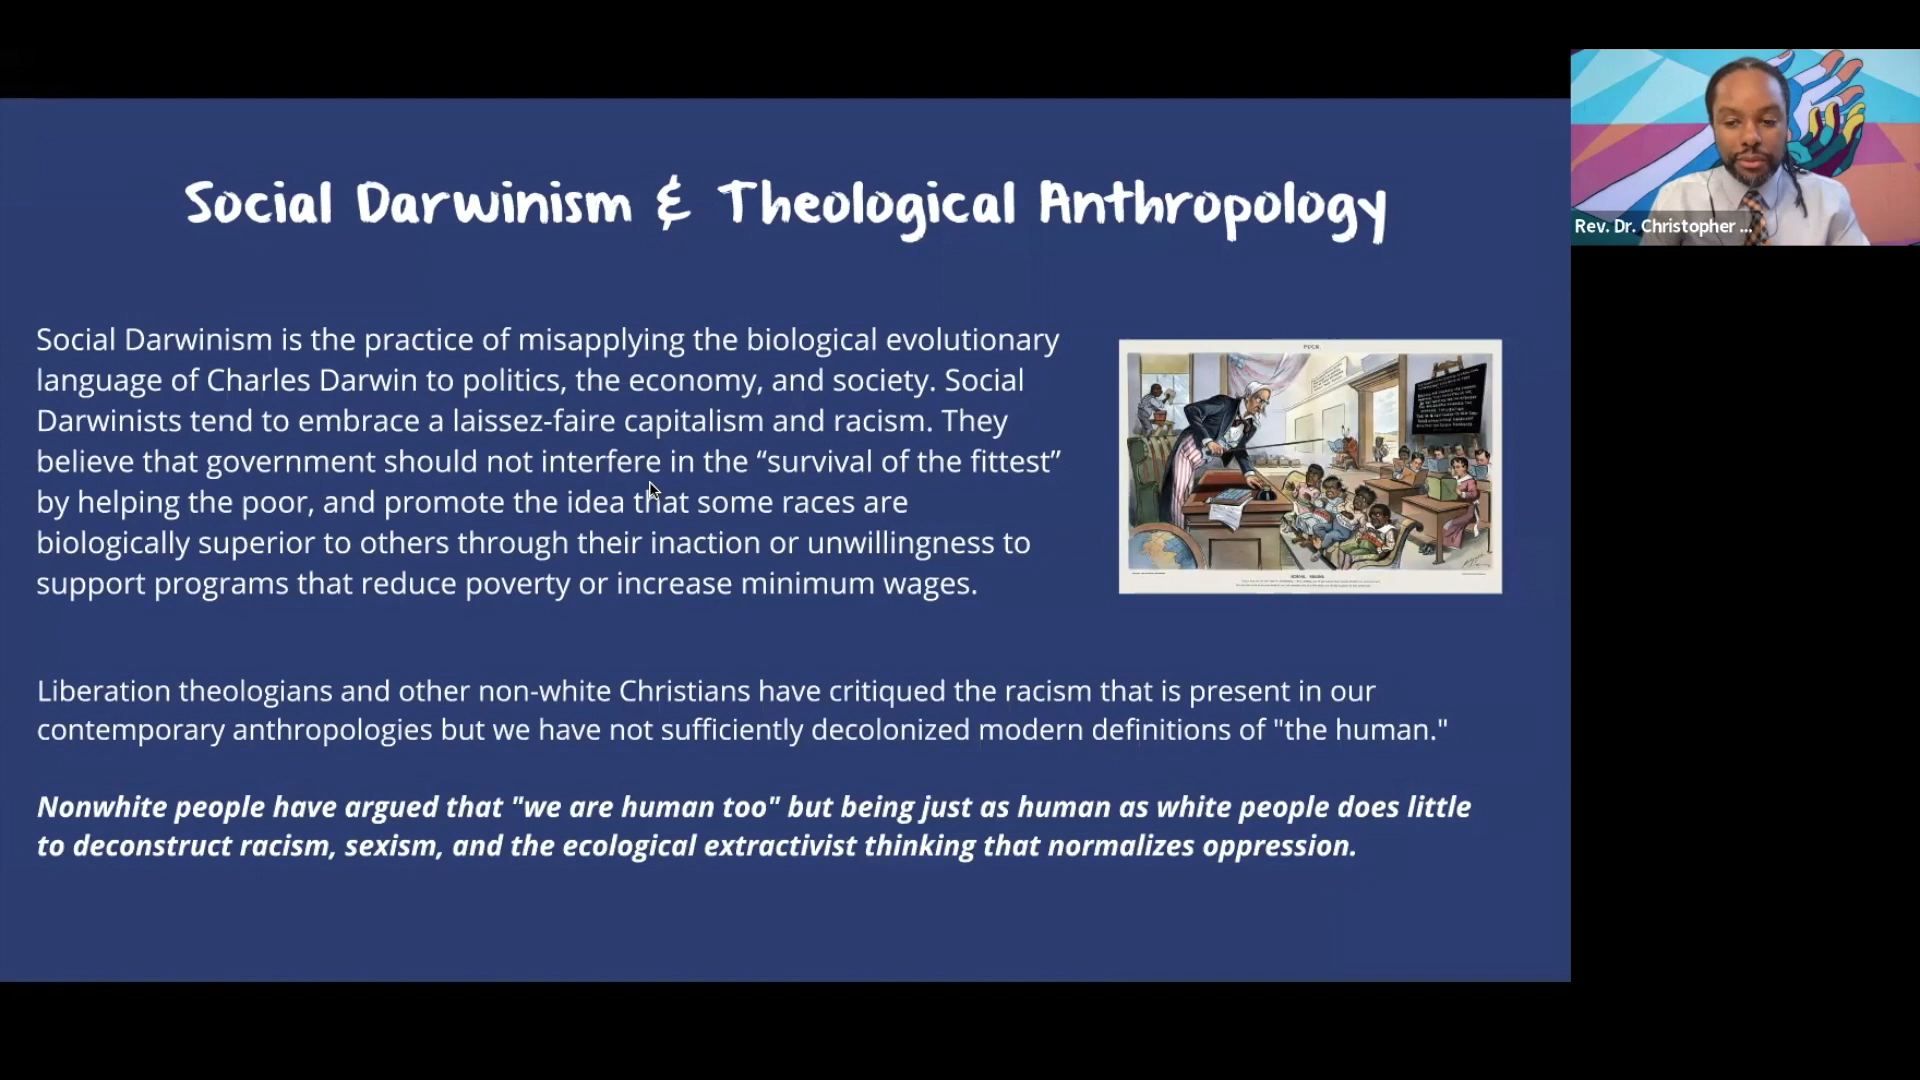 Social Darwinism & Theological Anthropology
Social Darwinism is the practice of misapplying the biological evolutionary
language of Charles Darwin to politics, the economy, and society. Social
Darwinists tend to embrace a laissez-faire capitalism and racism. They
believe that government should not interfere in the “survival of the fittest”
by helping the poor, and promote the idea that some races are
biologically superior to others through their inaction or unwillingness to
support programs that reduce poverty or increase minimum wages.
PUCK.
Liberation theologians and other non-white Christians have critiqued the racism that is present in our
contemporary anthropologies but we have not sufficiently decolonized modern definitions of "the human."
Nonwhite people have argued that "we are human too" but being just as human as white people does little
to deconstruct racism, sexism, and the ecological extractivist thinking that normalizes oppression.
Rev. Dr. Christopher ...